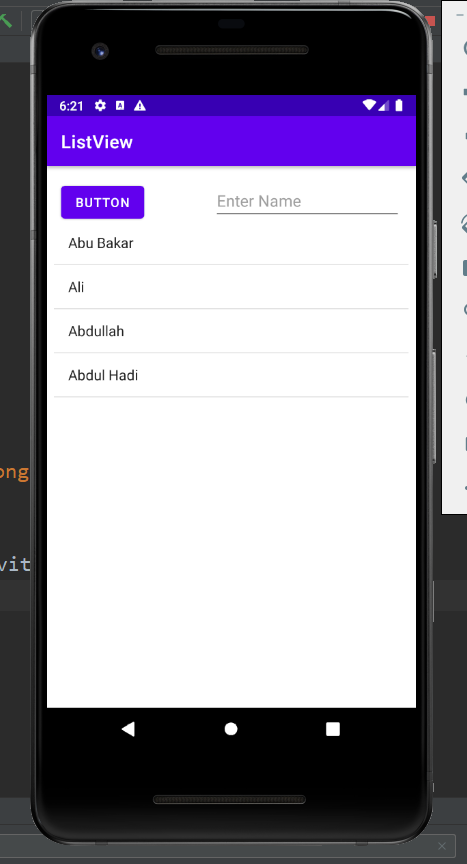 6:21
ListView
BUTTON
Enter Name
Abu Bakar
Ali
Abdullah
Abdul Hadi
ong
vit